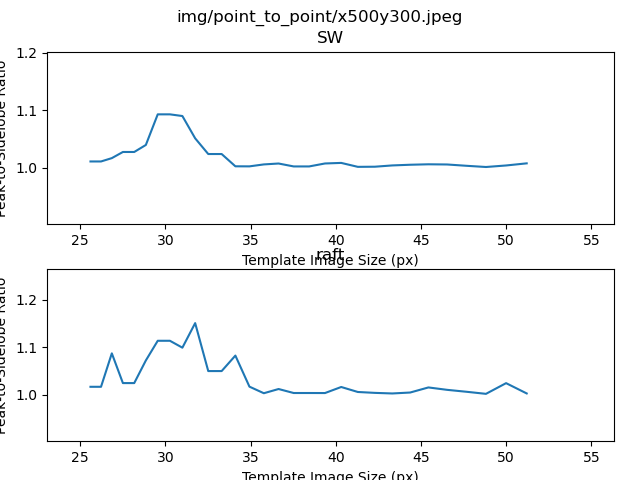 img/point_to_point/x500y300.jpeg
SW
Peak-to-Sidelobe Ratio
1.2
1.1
1.0
25 30 35 40 45 50 55
Template Image Size (px)
raft
Peak-to-Sidelobe Ratio
1.2
1.1
1.0
25 30 35 40 45 50 55
Template Image Size (px)